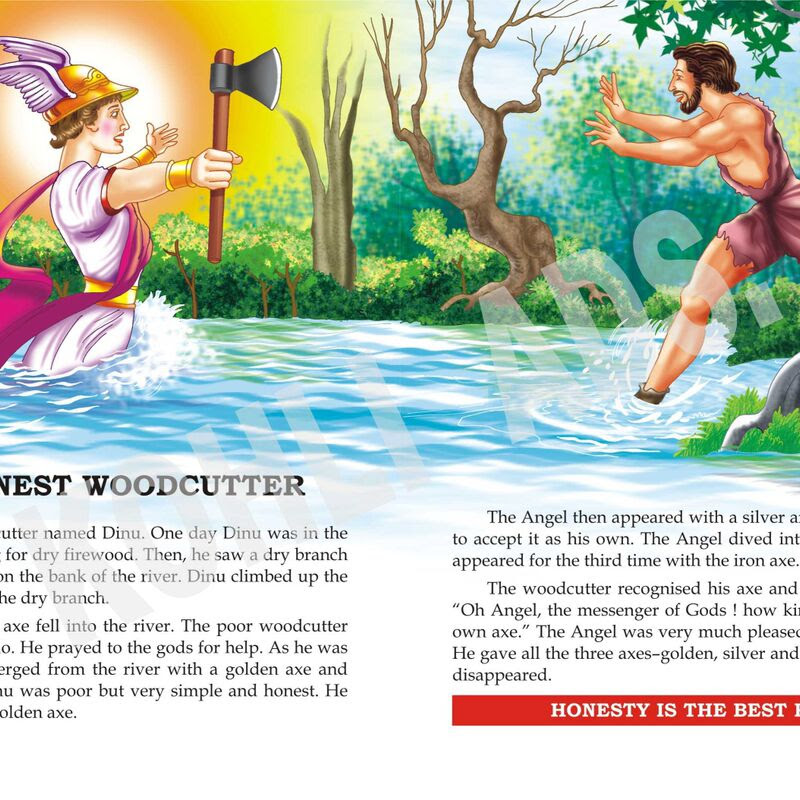 NEST WOODCUTTER
cutter named Dinu. One day Dinu was in the
for dry firewood. Then, he saw a dry branch
on the bank of the river. Dinu climbed up the
he dry branch.
axe fell into the river. The poor woodcutter
o. He prayed to the gods for help. As he was
erged from the river with a golden axe and
nu was poor but very simple and honest. He
olden axe.
The Angel then appeared with a silver a
to accept it as his own. The Angel dived int
appeared for the third time with the iron axe.
The woodcutter recognised his axe and
“Oh Angel, the messenger of Gods ! how kin
own axe.” The Angel was very much pleased
He gave all the three axes–golden, silver and
disappeared.
HONESTY IS THE BEST
KOHLI ADS.